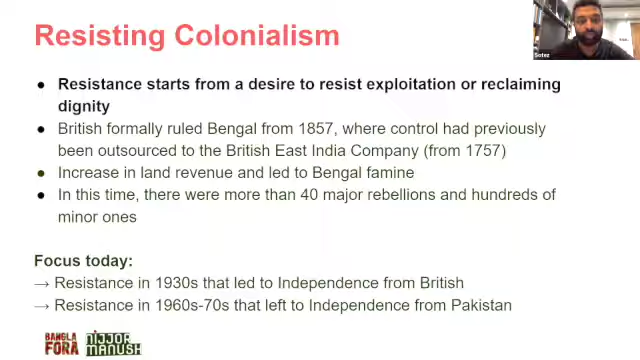 Resisting Colonialism
● Resistance starts from a desire to resist exploitation or reclaiming
dignity
● British formally ruled Bengal from 1857, where control had previously
been outsourced to the British East India Company (from 1757)
● Increase in land revenue and led to Bengal famine
● In this time, there were more than 40 major rebellions and hundreds of
minor ones
Focus today:
→ Resistance in 1930s that led to Independence from British
→ Resistance in 1960s-70s that left to Independence from Pakistan
BANGLA
FORA
NIJJOR
MANUSH